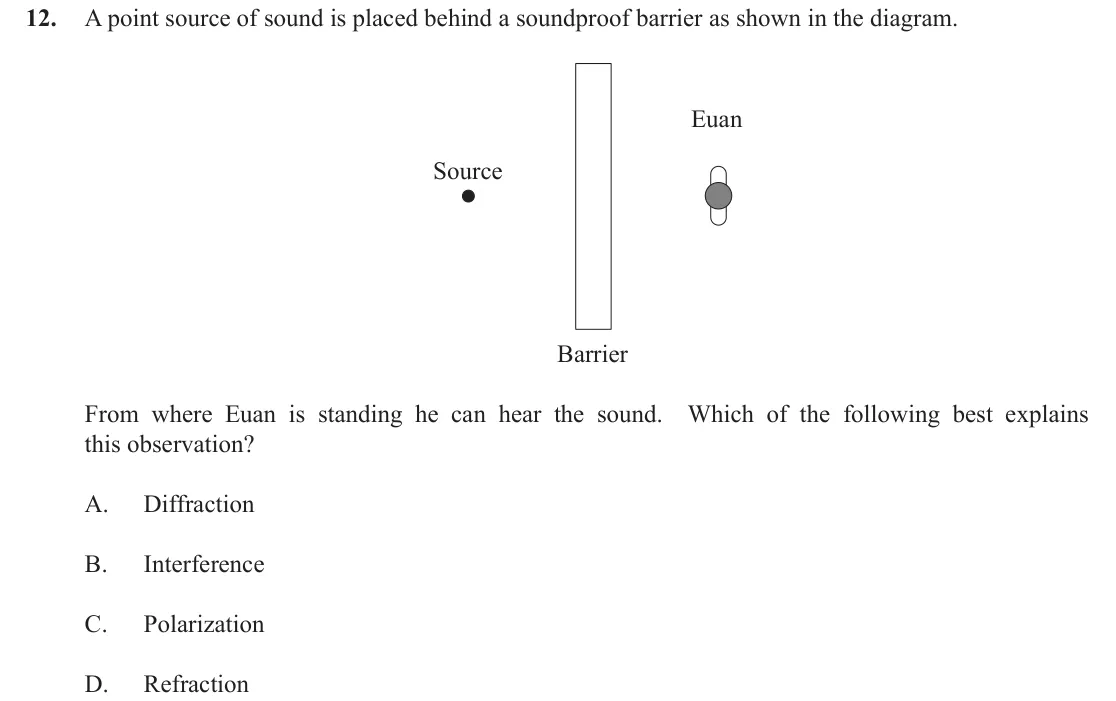 12. A point source of sound is placed behind a soundproof barrier as shown in the diagram.
Euan
Source
Barrier
From where Euan is standing he can hear the sound. Which of the following best explains
this observation?
A. Diffraction
B. Interference
C. Polarization
D. Refraction